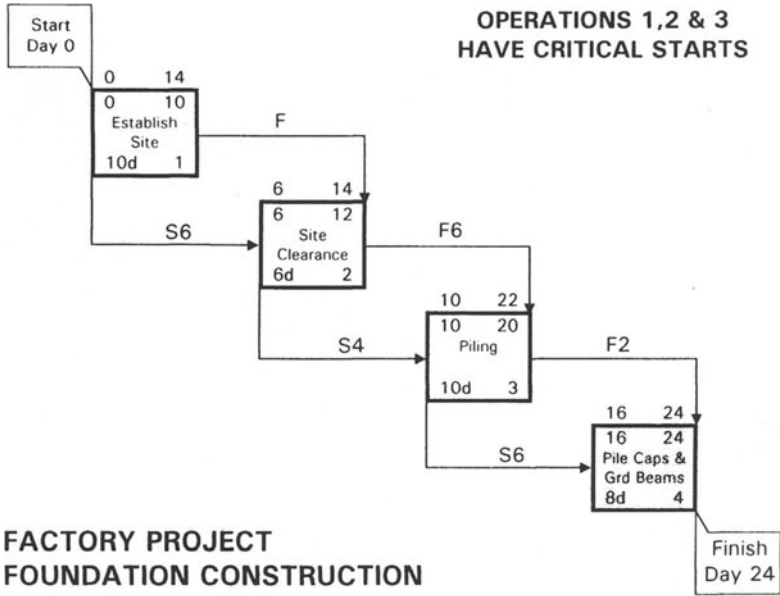 Start
Day 0
OPERATIONS 1,2 & 3
HAVE CRITICAL STARTS
0 14
0 10
Establish
Site
10d 1
F
S6
6 14
6 12
Site
Clearance
6d 2
F6
S4
10 22
10 20
Piling
10d 3
F2
S6
16 24
16 24
Pile Caps &
Grd Beams
8d 4
FACTORY PROJECT
FOUNDATION CONSTRUCTION
Finish
Day 24